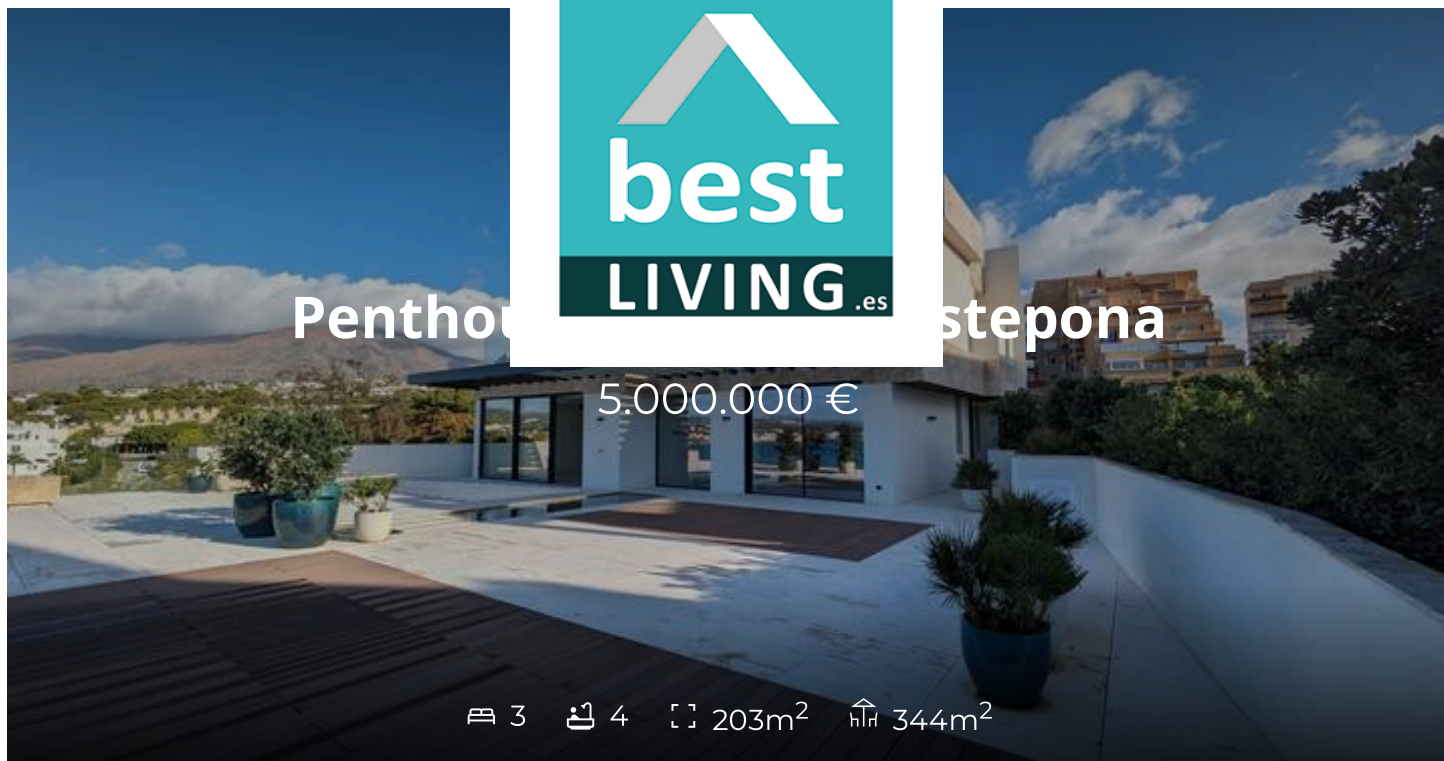 best
LIVING.es
Penthou stepona
5.000.000 €
3 4 203m² 344m²